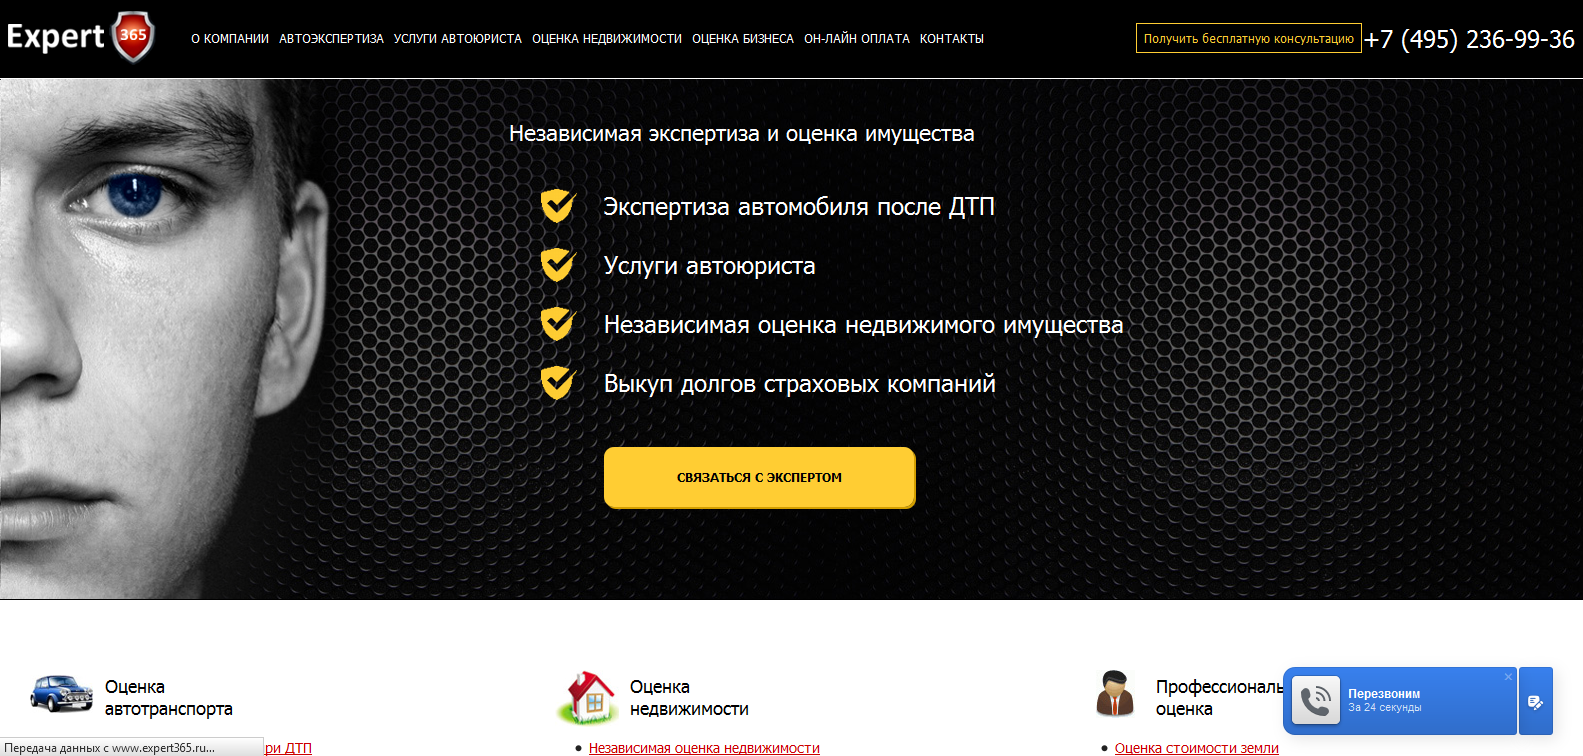 Expert 365
О КОМПАНИИ АВТОЭКСПЕРТИЗА УСЛУГИ АВТОЮРИСТА ОЦЕНКА НЕДВИЖИМОСТИ ОЦЕНКА БИЗНЕСА ОН-ЛАЙН ОПЛАТА КОНТАКТЫ
Получить бесплатную консультацию +7 (495) 236-99-36
Независимая экспертиза и оценка имущества
Экспертиза автомобиля после ДТП
Услуги автоюриста
Независимая оценка недвижимого имущества
Выкуп долгов страховых компаний
СВЯЗАТЬСЯ С ЭКСПЕРТОМ
Оценка
автотранспорта
ри ДТП
Оценка
недвижимости
Независимая оценка недвижимости
Профессиональ
оценка
Оценка стоимости земли
Перезвоним
За 24 секунды
Передача данных с www.expert365.ru...